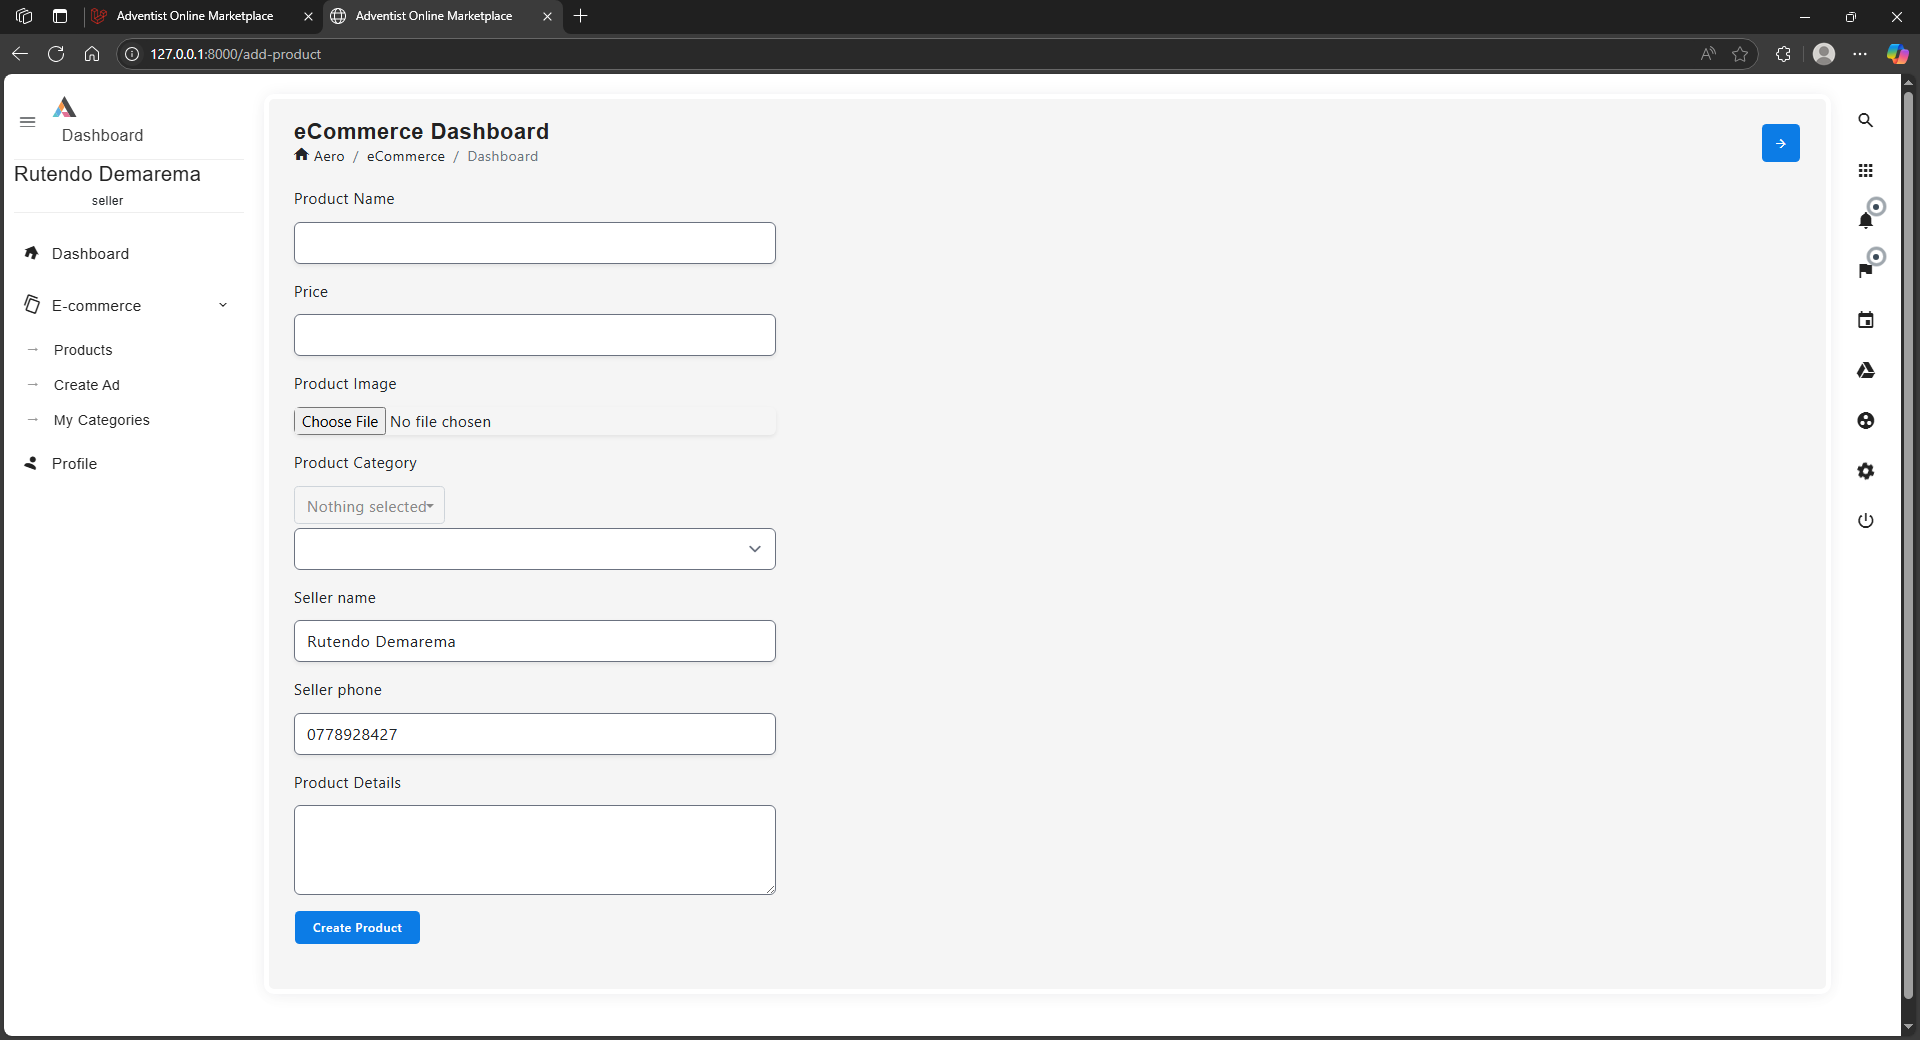 Adventist Online Marketplace
Adventist Online Marketplace
127.0.0.1:8000/add-product
Dashboard
Rutendo Demarema
seller
Dashboard
E-commerce
Products
Create Ad
My Categories
Profile
eCommerce Dashboard
Aero / eCommerce / Dashboard
Product Name
Price
Product Image
Choose File No file chosen
Product Category
Nothing selected
Seller name
Rutendo Demarema
Seller phone
0778928427
Product Details
Create Product